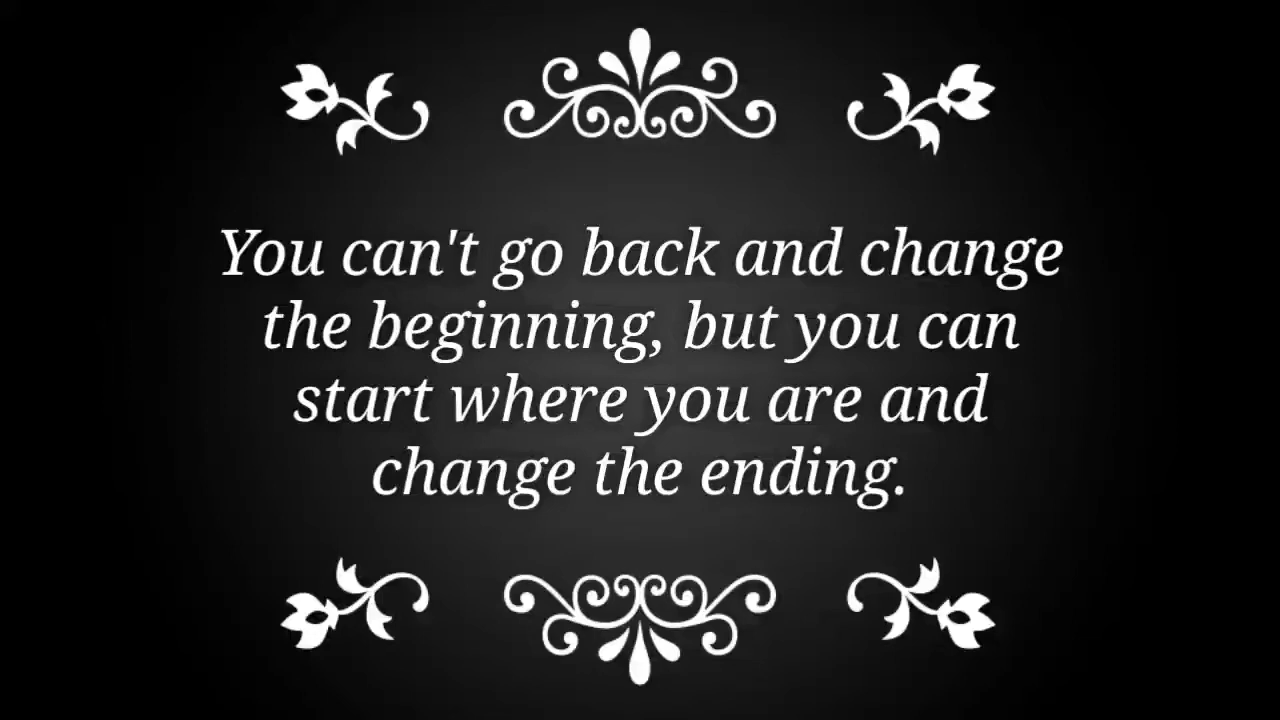 You can't go back and change
the beginning, but you can
start where you are and
change the ending.